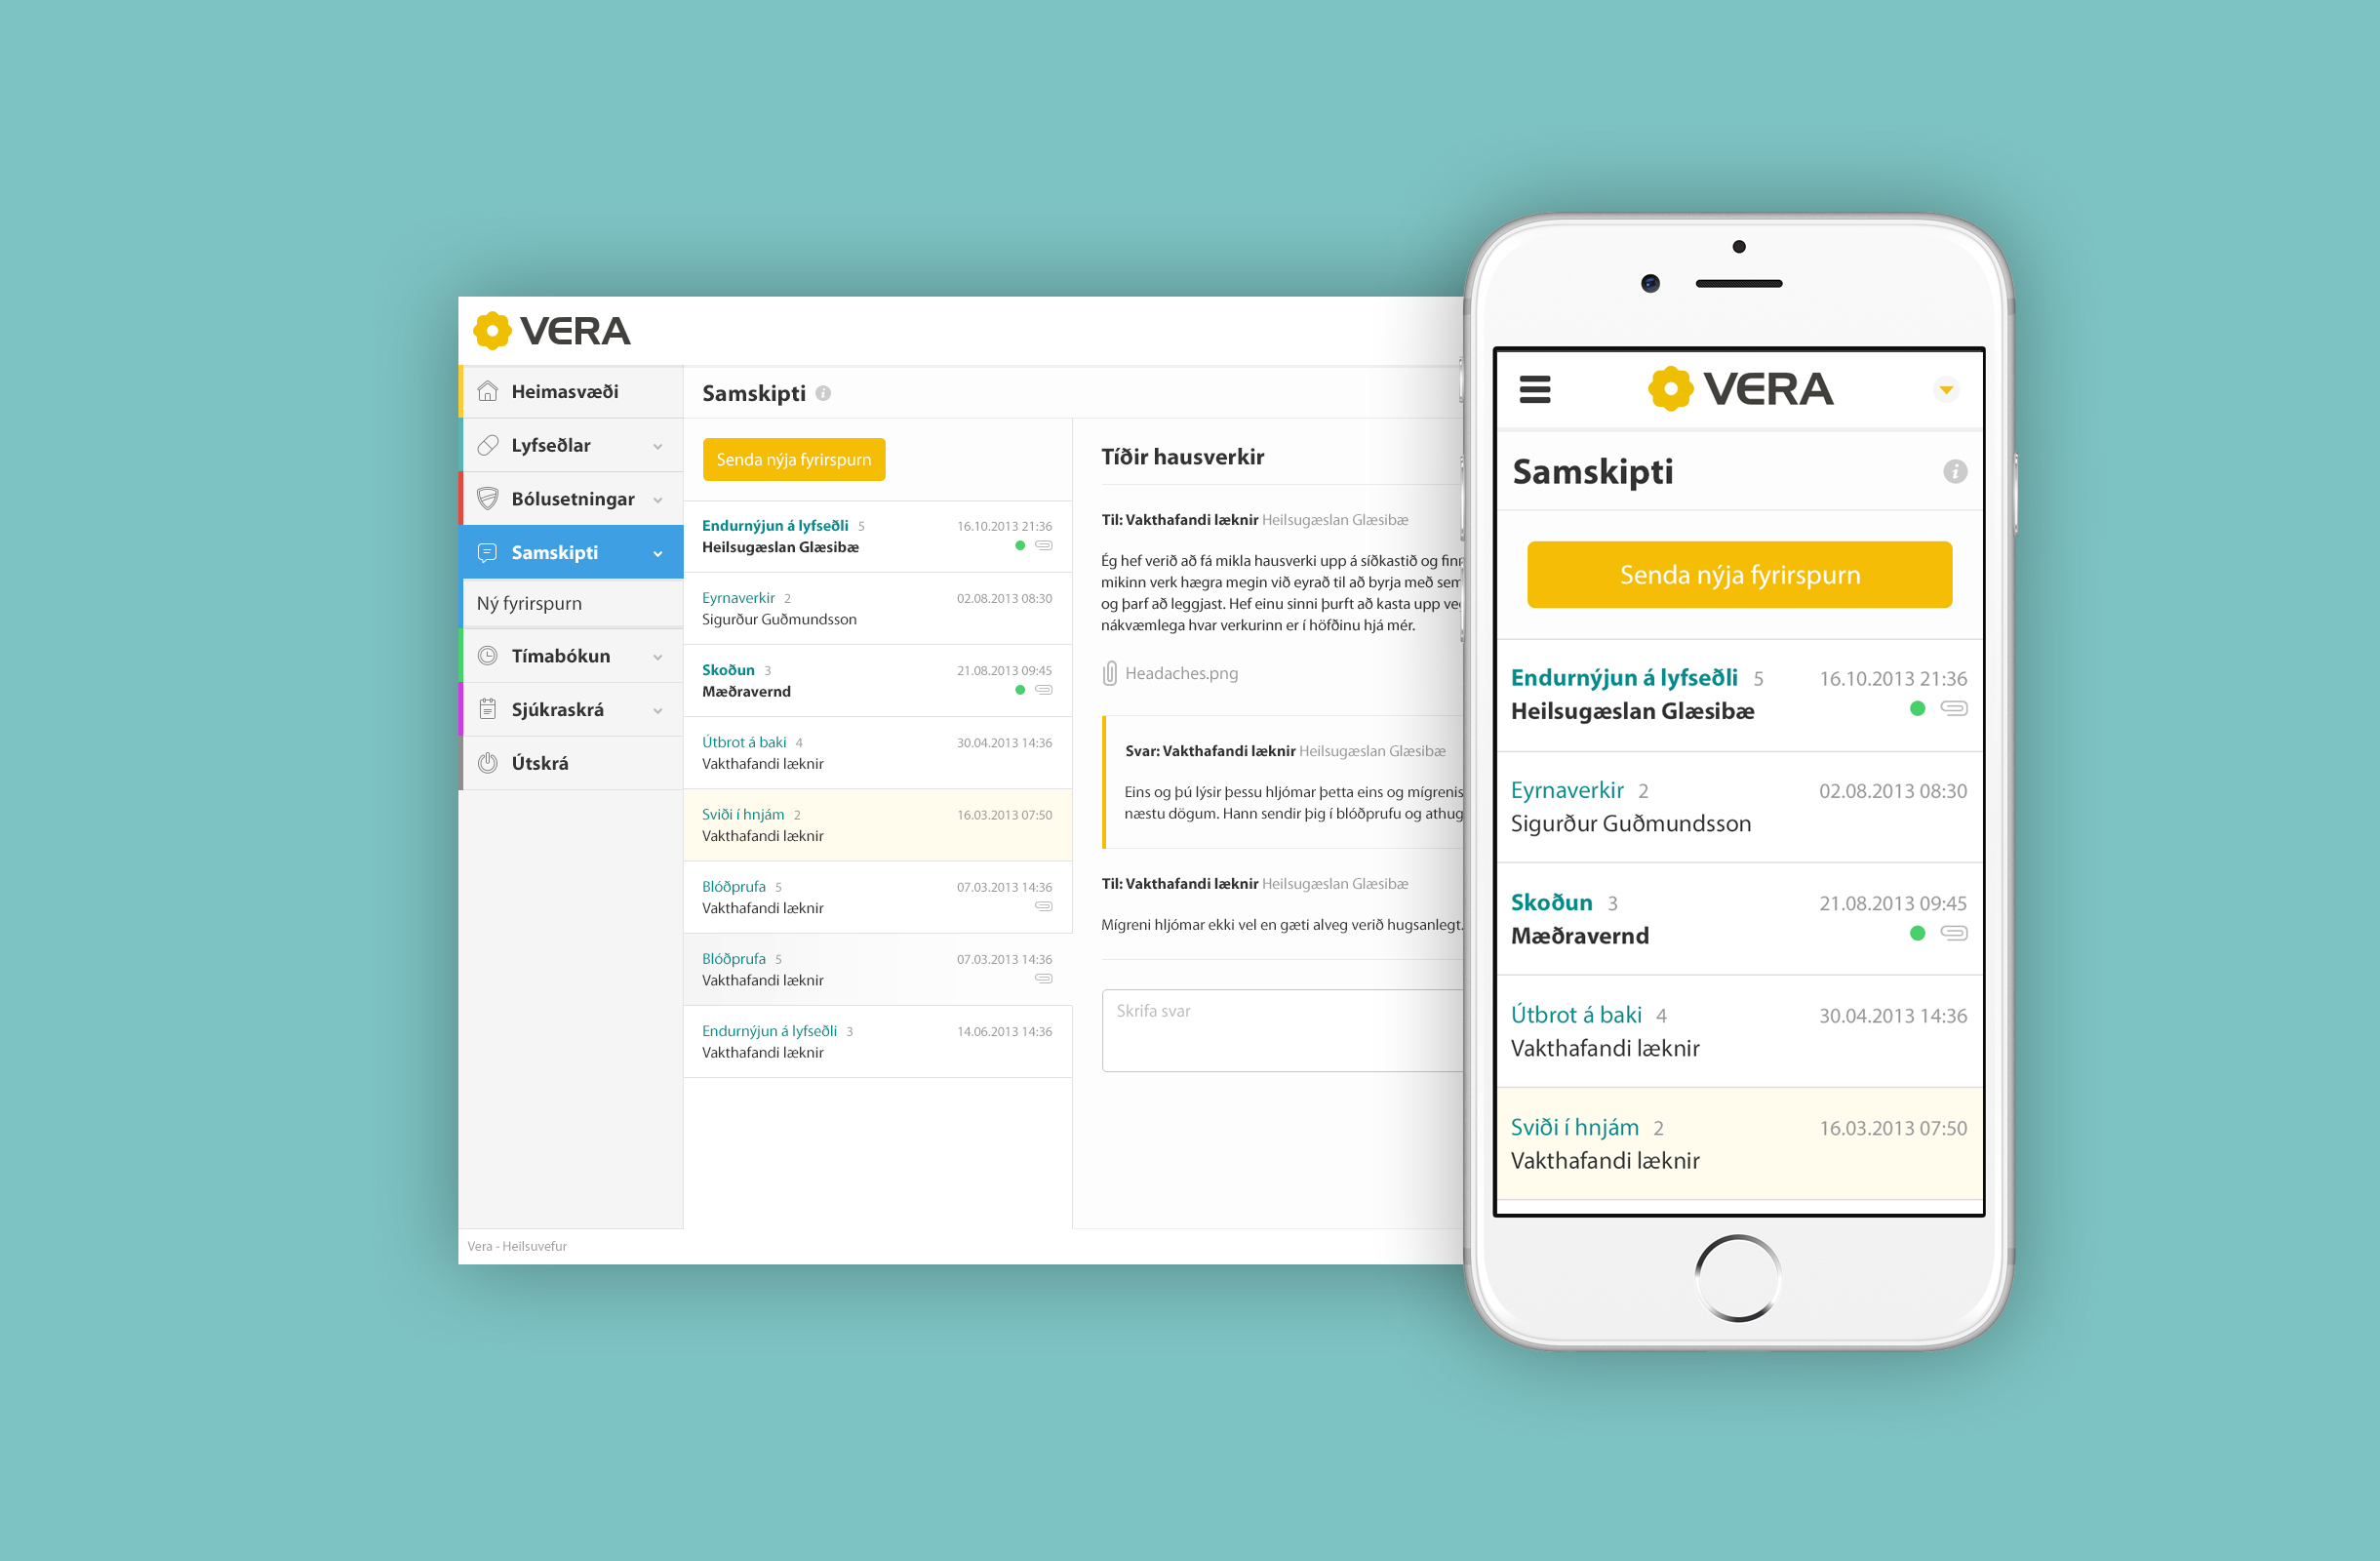 VERA
Heimasvæði
Lyfseðlar
Bólusetningar
Samskipti
Ný fyrirspurn
Tímabókun
Sjúkraskrá
Útskrá
Samskipti
Senda nýja fyrirspurn
Endurnýjun á lyfseðli 5 16.10.2013 21:36
Heilsugæslan Glæsibæ
Eyrnaverkir 2 02.08.2013 08:30
Sigurður Guðmundsson
Skoðun 3 21.08.2013 09:45
Mæðravernd
Útbrot á baki 4 30.04.2013 14:36
Vakthafandi læknir
Sviði í hnjám 2 16.03.2013 07:50
Vakthafandi læknir
Blóðprufa 5 07.03.2013 14:36
Vakthafandi læknir
Blóðprufa 5 07.03.2013 14:36
Vakthafandi læknir
Endurnýjun á lyfseðli 3 14.06.2013 14:36
Vakthafandi læknir
Tíðir hausverkir
Til: Vakthafandi læknir Heilsugæslan Glæsibæ
Ég hef verið að fá mikla hausverki upp á síðkastið og
mikinn verk hægra megin við eyrað til að byrja með sem
og þarf að leggjast. Hef einu sinni þurft að kasta upp
nákvæmlega hvar verkurinn er í höfðinu hjá mér.
Headaches.png
Svar: Vakthafandi læknir Heilsugæslan Glæsibæ
Eins og þú lýsir þessu hljómar þetta eins og
næstu dögum. Hann sendir þig í blóðprufu og
Til: Vakthafandi læknir Heilsugæslan Glæsibæ
Mígreni hljómar ekki vel en gæti alveg verið hugsanlegt.
Skrifa svar
Vera - Heilsuvefur
VERA
Samskipti
Senda nýja fyrirspurn
Endurnýjun á lyfseðli 5 16.10.2013 21:36
Heilsugæslan Glæsibæ
Eyrnaverkir 2 02.08.2013 08:30
Sigurður Guðmundsson
Skoðun 3 21.08.2013 09:45
Mæðravernd
Útbrot á baki 4 30.04.2013 14:36
Vakthafandi læknir
Sviði í hnjám 2 16.03.2013 07:50
Vakthafandi læknir